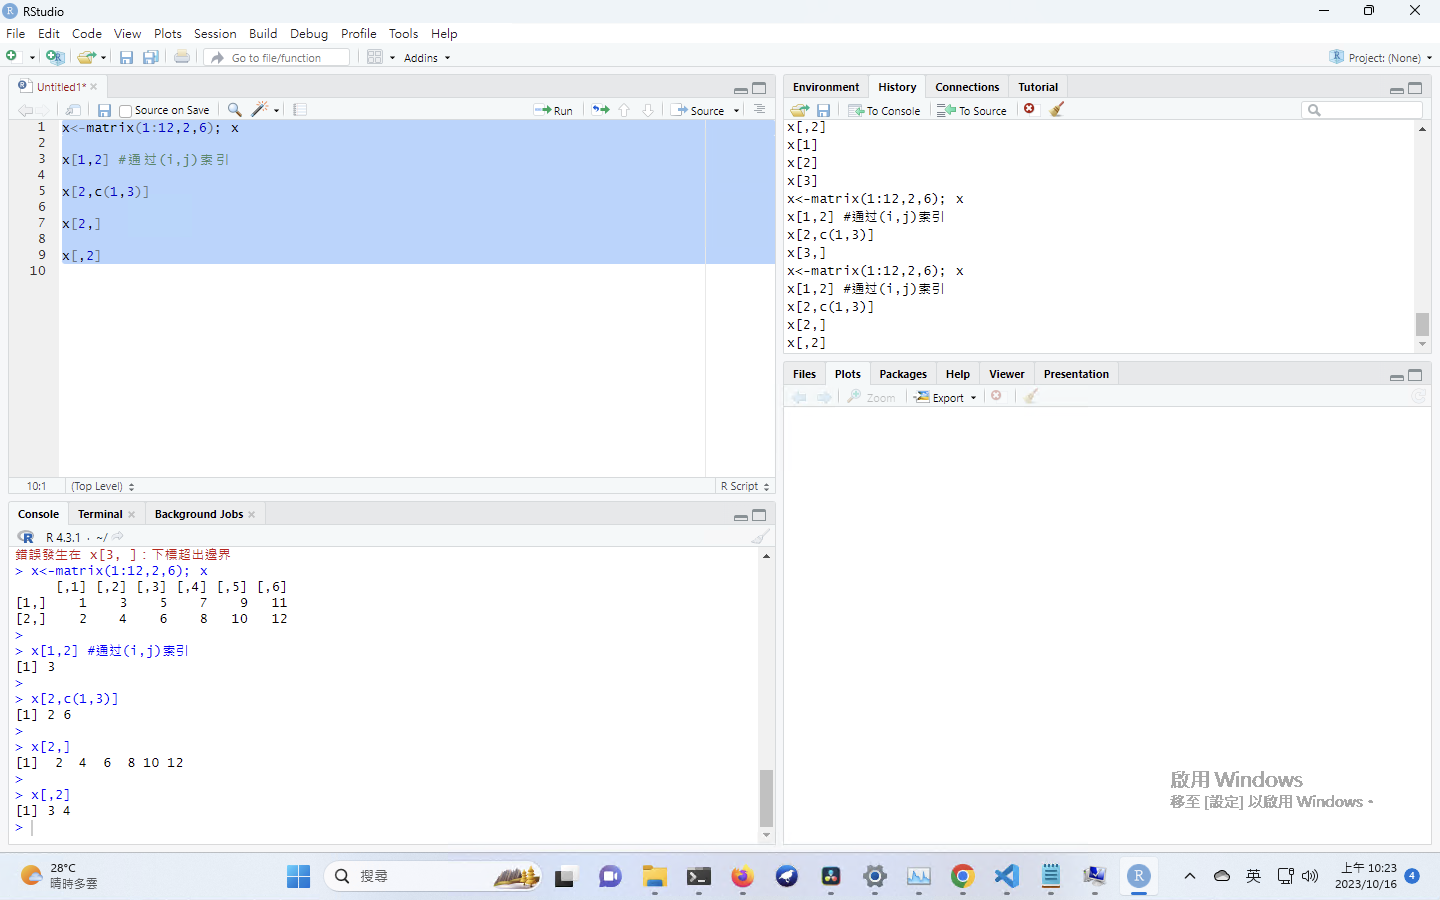 RStudio
File Edit Code View Plots Session Build Debug Profile Tools Help
Go to file/function Addins Project: (None)
Untitled1*
Source on Save Run Source
1 x<-matrix(1:12,2,6); x
2
3 x[1,2] #通过(i,j)索引
4
5 x[2,c(1,3)]
6
7 x[2,]
8
9 x[,2]
10
10:1 (Top Level) R Script
Console Terminal Background Jobs
R 4.3.1 · ~/
錯誤發生在 x[3, ]：下標超出邊界
> x<-matrix(1:12,2,6); x
[,1] [,2] [,3] [,4] [,5] [,6]
[1,] 1 3 5 7 9 11
[2,] 2 4 6 8 10 12
>
> x[1,2] #通过(i,j)索引
[1] 3
>
> x[2,c(1,3)]
[1] 2 6
>
> x[2,]
[1] 2 4 6 8 10 12
>
> x[,2]
[1] 3 4
>
Environment History Connections Tutorial
To Console To Source
x[,2]
x[1]
x[2]
x[3]
x<-matrix(1:12,2,6); x
x[1,2] #通过(i,j)索引
x[2,c(1,3)]
x[3,]
x<-matrix(1:12,2,6); x
x[1,2] #通过(i,j)索引
x[2,c(1,3)]
x[2,]
x[,2]
Files Plots Packages Help Viewer Presentation
Zoom Export
啟用 Windows
移至 [設定] 以啟用 Windows。
28°C
晴時多雲
搜尋
英
上午 10:23
2023/10/16
4